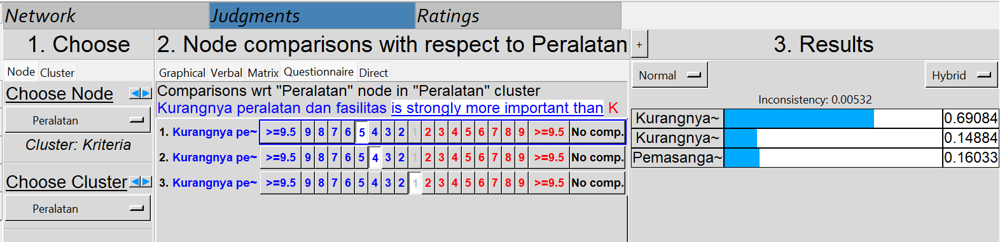 Network Judgments Ratings
1. Choose
2. Node comparisons with respect to Peralatan
+
3. Results
Node Cluster
Graphical Verbal Matrix Questionnaire Direct
Normal
Hybrid
Choose Node
Comparisons wrt "Peralatan" node in "Peralatan" cluster
Kurangnya peralatan dan fasilitas is strongly more important than K
Inconsistency: 0.00532
Peralatan
Cluster: Kriteria
Choose Cluster
Peralatan
1. Kurangnya pe~ >=9.5 9 8 7 6 5 4 3 2 1 2 3 4 5 6 7 8 9 >=9.5 No comp.
2. Kurangnya pe~ >=9.5 9 8 7 6 5 4 3 2 1 2 3 4 5 6 7 8 9 >=9.5 No comp.
3. Kurangnya pe~ >=9.5 9 8 7 6 5 4 3 2 1 2 3 4 5 6 7 8 9 >=9.5 No comp.
Kurangnya~ 0.69084
Kurangnya~ 0.14884
Pemasanga~ 0.16033